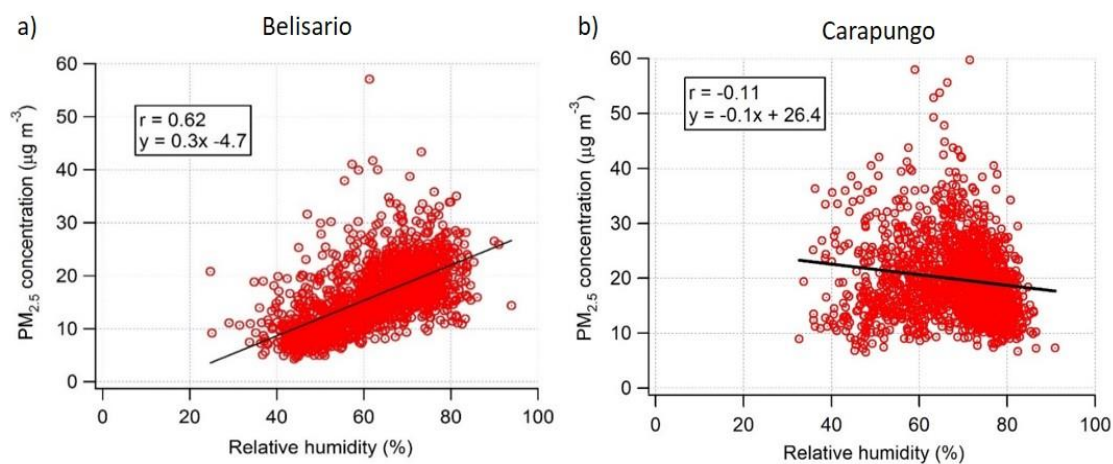 a) Belisario
60
50
40
30
20
10
0
PM2.5 concentration (µg m-3)
r = 0.62
y = 0.3x -4.7
0 20 40 60 80 100
Relative humidity (%)
b) Carapungo
60
50
40
30
20
10
0
PM2.5 concentration (µg m-3)
r = -0.11
y = -0.1x + 26.4
0 20 40 60 80 100
Relative humidity (%)